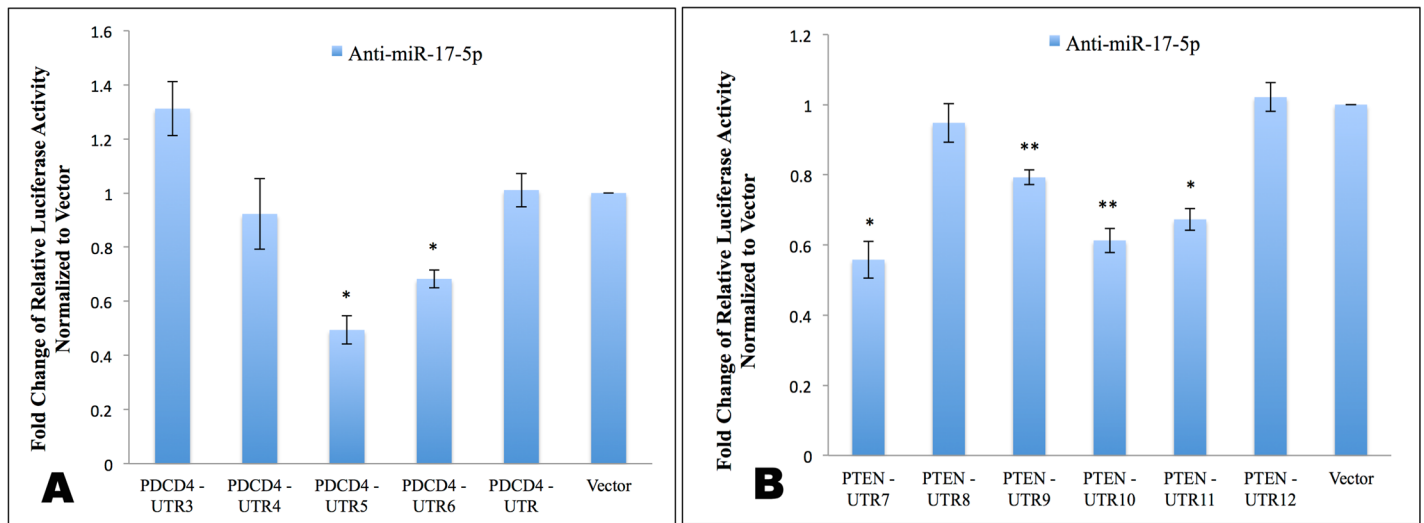 Fold Change of Relative Luciferase Activity
Normalized to Vector
1.6
1.4
1.2
1
0.8
0.6
0.4
0.2
0
Anti-miR-17-5p
*
*
PDCD4 -
UTR3
PDCD4 -
UTR4
PDCD4 -
UTR5
PDCD4 -
UTR6
PDCD4 -
UTR
Vector
A
Fold Change of Relative Luciferase Activity
Normalized to Vector
1.2
1
0.8
0.6
0.4
0.2
0
Anti-miR-17-5p
*
**
**
*
PTEN -
UTR7
PTEN -
UTR8
PTEN -
UTR9
PTEN -
UTR10
PTEN -
UTR11
PTEN -
UTR12
Vector
B